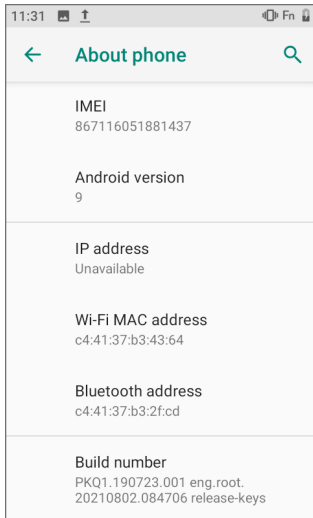 11:31 Fn
About phone
IMEI
867116051881437
Android version
9
IP address
Unavailable
Wi-Fi MAC address
c4:41:37:b3:43:64
Bluetooth address
c4:41:37:b3:2f:cd
Build number
PKQ1.190723.001 eng.root.
20210802.084706 release-keys